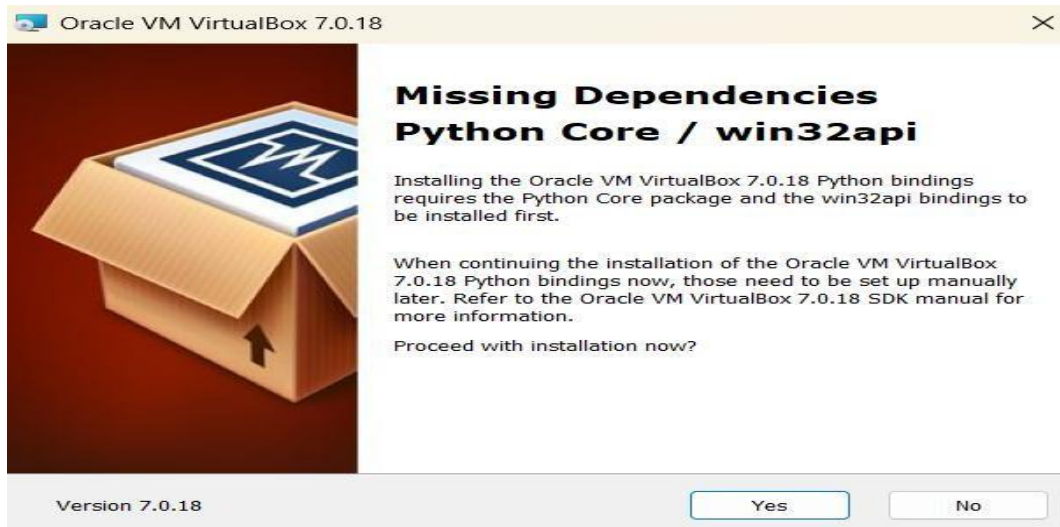 Oracle VM VirtualBox 7.0.18
Missing Dependencies
Python Core / win32api
Installing the Oracle VM VirtualBox 7.0.18 Python bindings
requires the Python Core package and the win32api bindings to
be installed first.
When continuing the installation of the Oracle VM VirtualBox
7.0.18 Python bindings now, those need to be set up manually
later. Refer to the Oracle VM VirtualBox 7.0.18 SDK manual for
more information.
Proceed with installation now?
Version 7.0.18
Yes
No